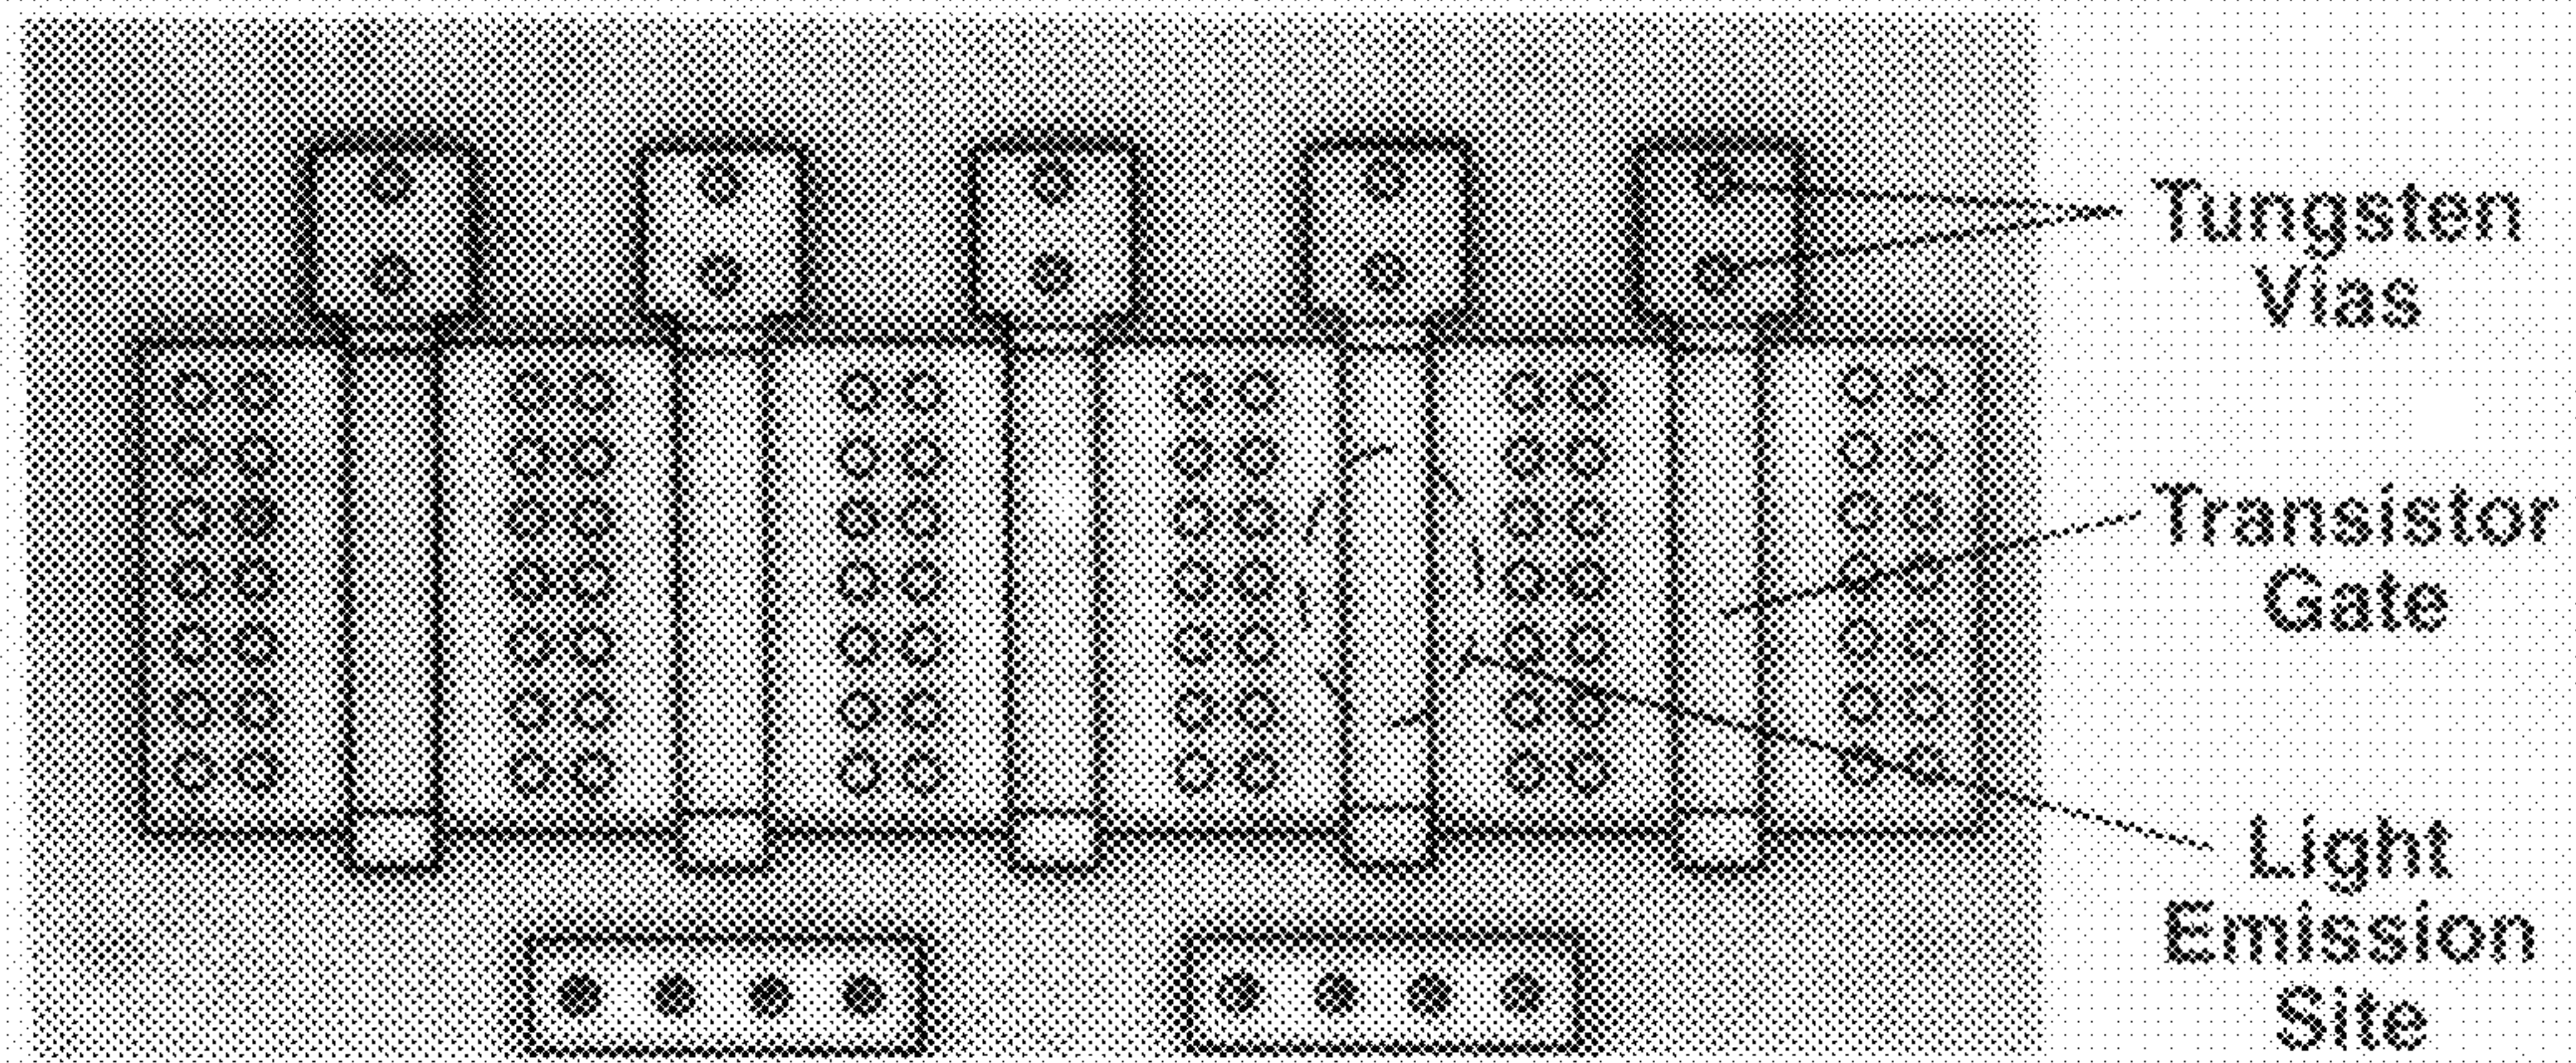 Tungsten
Vias
Transistor
Gate
Light
Emission
Site